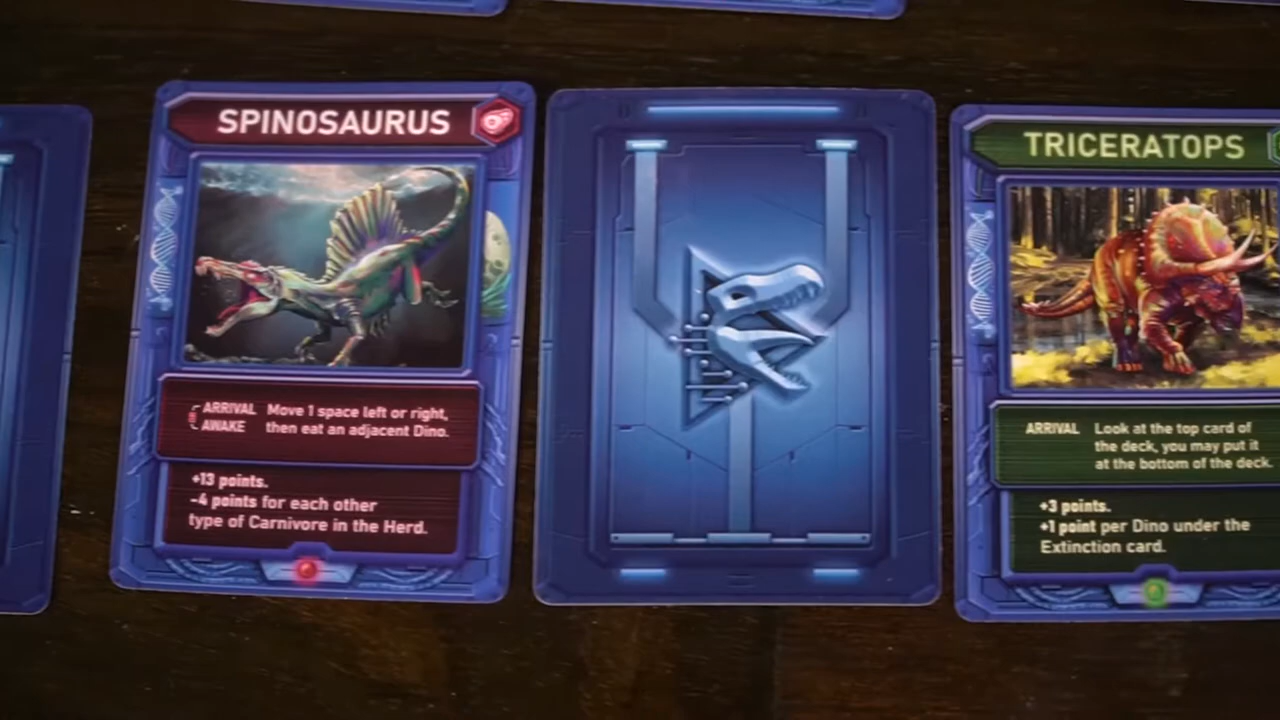 SPINOSAURUS
ARRIVAL
AWAKE
Move 1 space left or right,
then eat an adjacent Dino.
+13 points.
-4 points for each other
type of Carnivore in the Herd.
TRICERATOPS
ARRIVAL
Look at the top card of
the deck, you may put it
at the bottom of the deck.
+3 points.
+1 point per Dino under the
Extinction card.